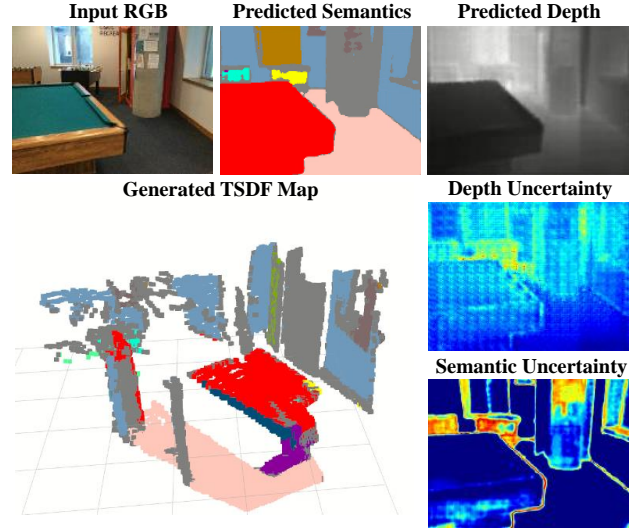 Input RGB
Predicted Semantics
Predicted Depth
Generated TSDF Map
Depth Uncertainty
Semantic Uncertainty